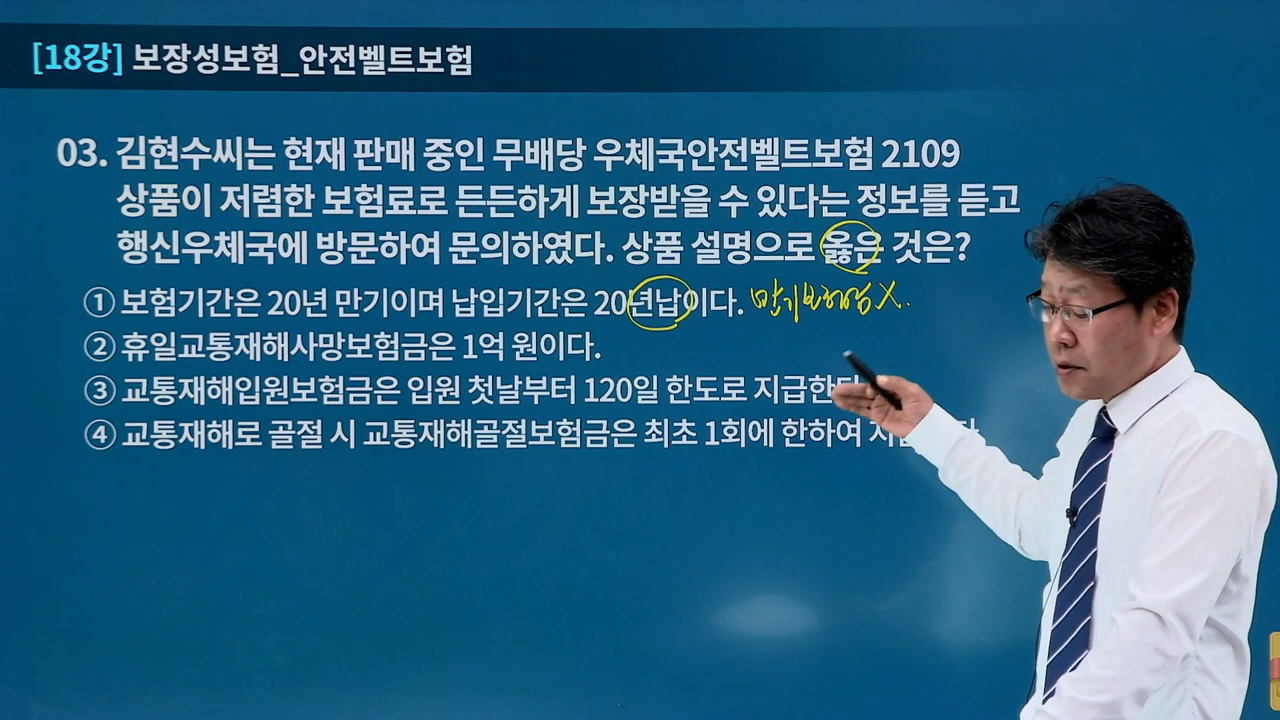 [18강] 보장성보험_안전벨트보험
03. 김현수씨는 현재 판매 중인 무배당 우체국안전벨트보험 2109
상품이 저렴한 보험료로 든든하게 보장받을 수 있다는 정보를 듣고
행신우체국에 방문하여 문의하였다. 상품 설명으로 옳은 것은?
① 보험기간은 20년 만기이며 납입기간은 20년납이다.
② 휴일교통재해사망보험금은 1억 원이다.
③ 교통재해입원보험금은 입원 첫날부터 120일 한도로 지급한다
④ 교통재해로 골절 시 교통재해골절보험금은 최초 1회에 한하여